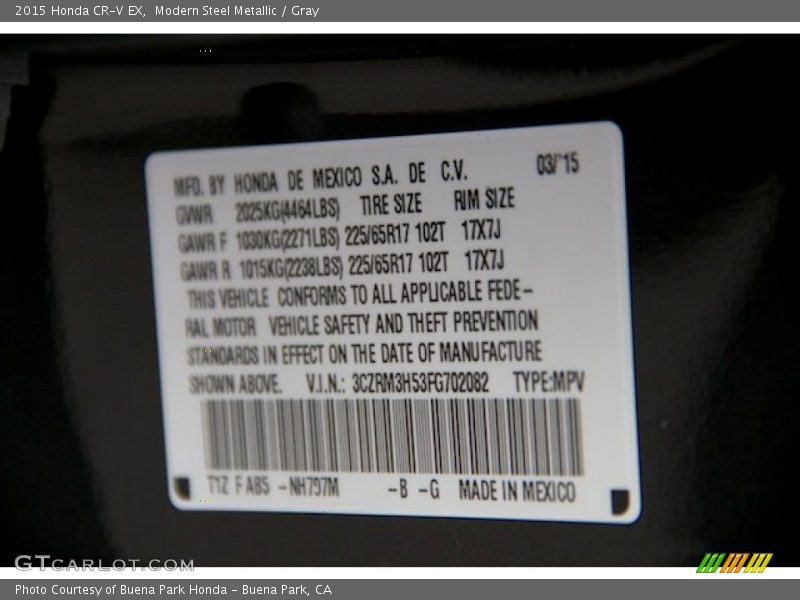 2015 Honda CR-V EX,  Modern Steel Metallic / Gray
MFD. BY HONDA DE MEXICO S.A. DE C.V. 03/'15
GVWR 2025KG(4464LBS) TIRE SIZE RIM SIZE
GAWR F 1030KG(2271LBS) 225/65R17 102T 17X7J
GAWR R 1015KG(2238LBS) 225/65R17 102T 17X7J
THIS VEHICLE CONFORMS TO ALL APPLICABLE FEDE-
RAL MOTOR VEHICLE SAFETY AND THEFT PREVENTION
STANDARDS IN EFFECT ON THE DATE OF MANUFACTURE
SHOWN ABOVE. V.I.N.: 3CZRM3H53FG702082 TYPE:MPV
T1Z F AB5 -NH797M -B -G MADE IN MEXICO
GTCARLOT.COM
Photo Courtesy of Buena Park Honda - Buena Park, CA